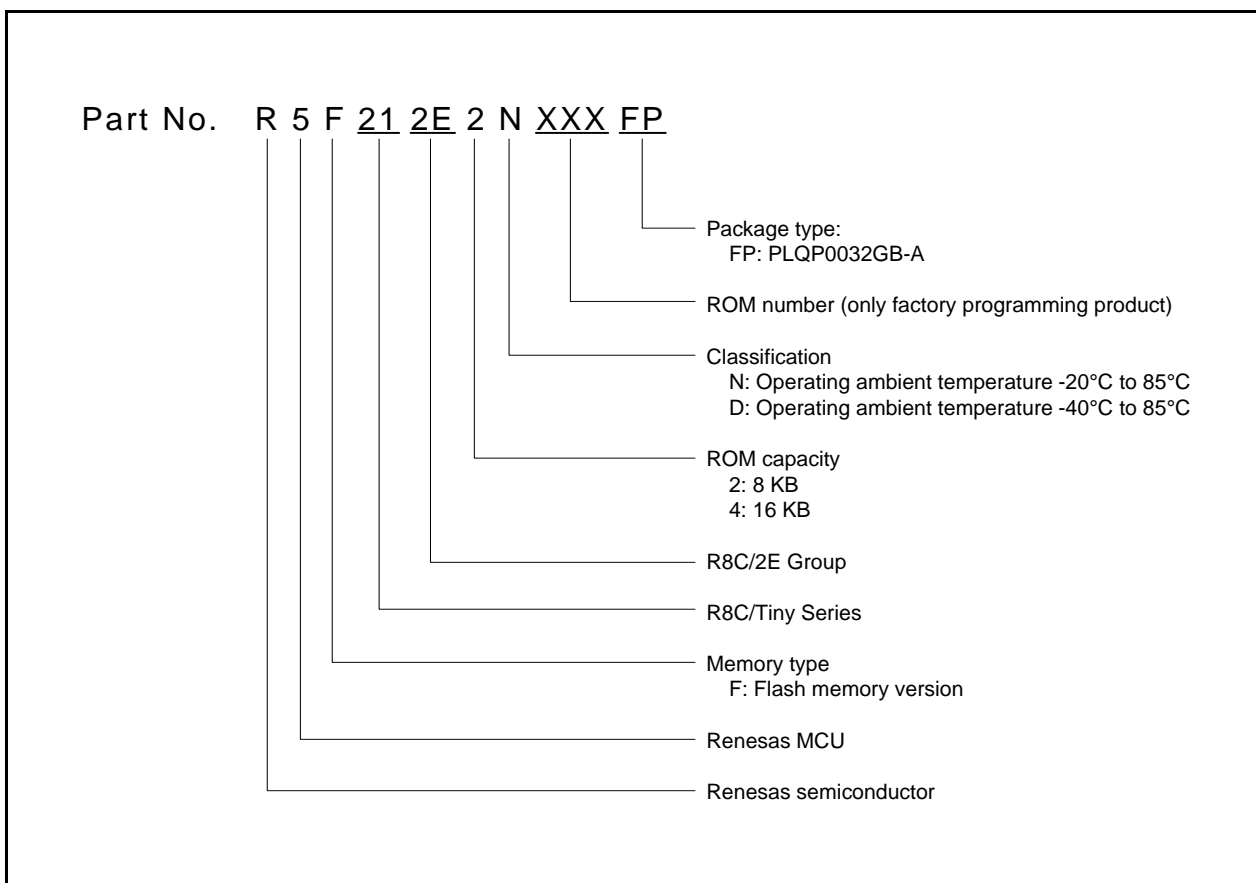 Part No. R 5 F 21 2E 2 N XXX FP
Package type:
FP: PLQP0032GB-A
ROM number (only factory programming product)
Classification
N: Operating ambient temperature -20°C to 85°C
D: Operating ambient temperature -40°C to 85°C
ROM capacity
2: 8 KB
4: 16 KB
R8C/2E Group
R8C/Tiny Series
Memory type
F: Flash memory version
Renesas MCU
Renesas semiconductor